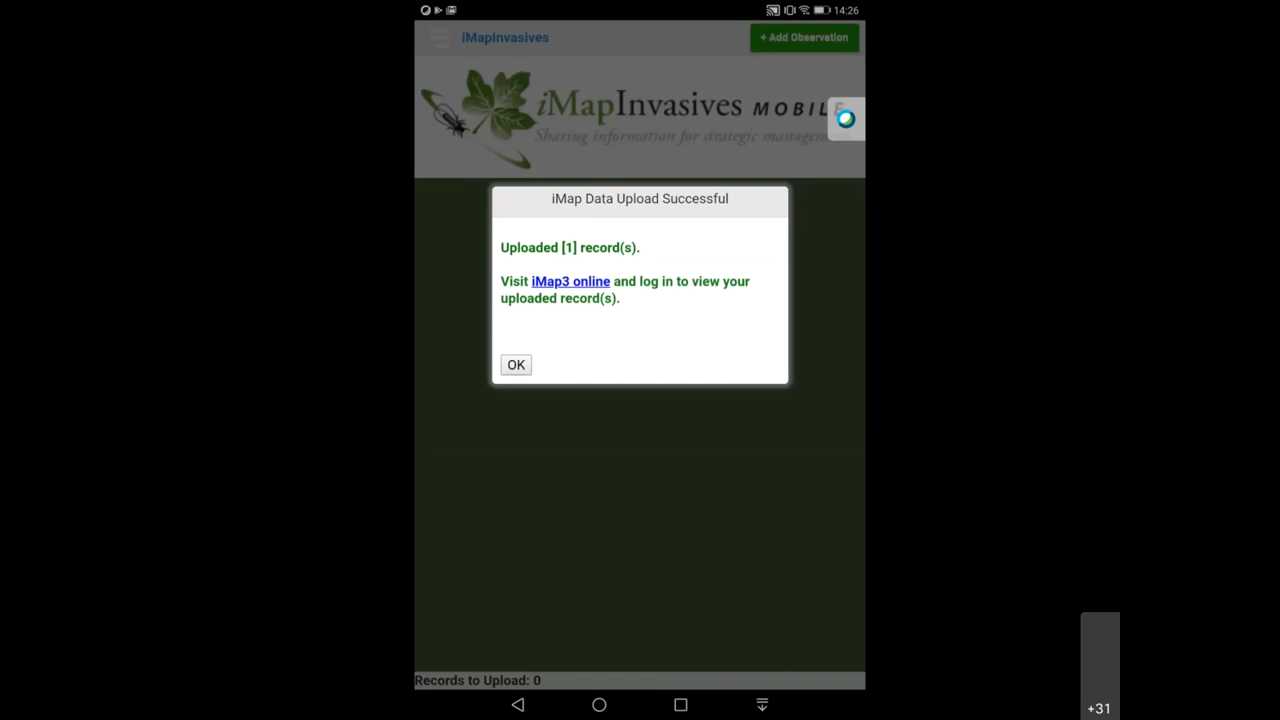 14:26
iMapInvasives
+ Add Observation
iMapInvasives MOBILE
Sharing information for strategic management
iMap Data Upload Successful
Uploaded [1] record(s).
Visit iMap3 online and log in to view your
uploaded record(s).
OK
Records to Upload: 0
+31